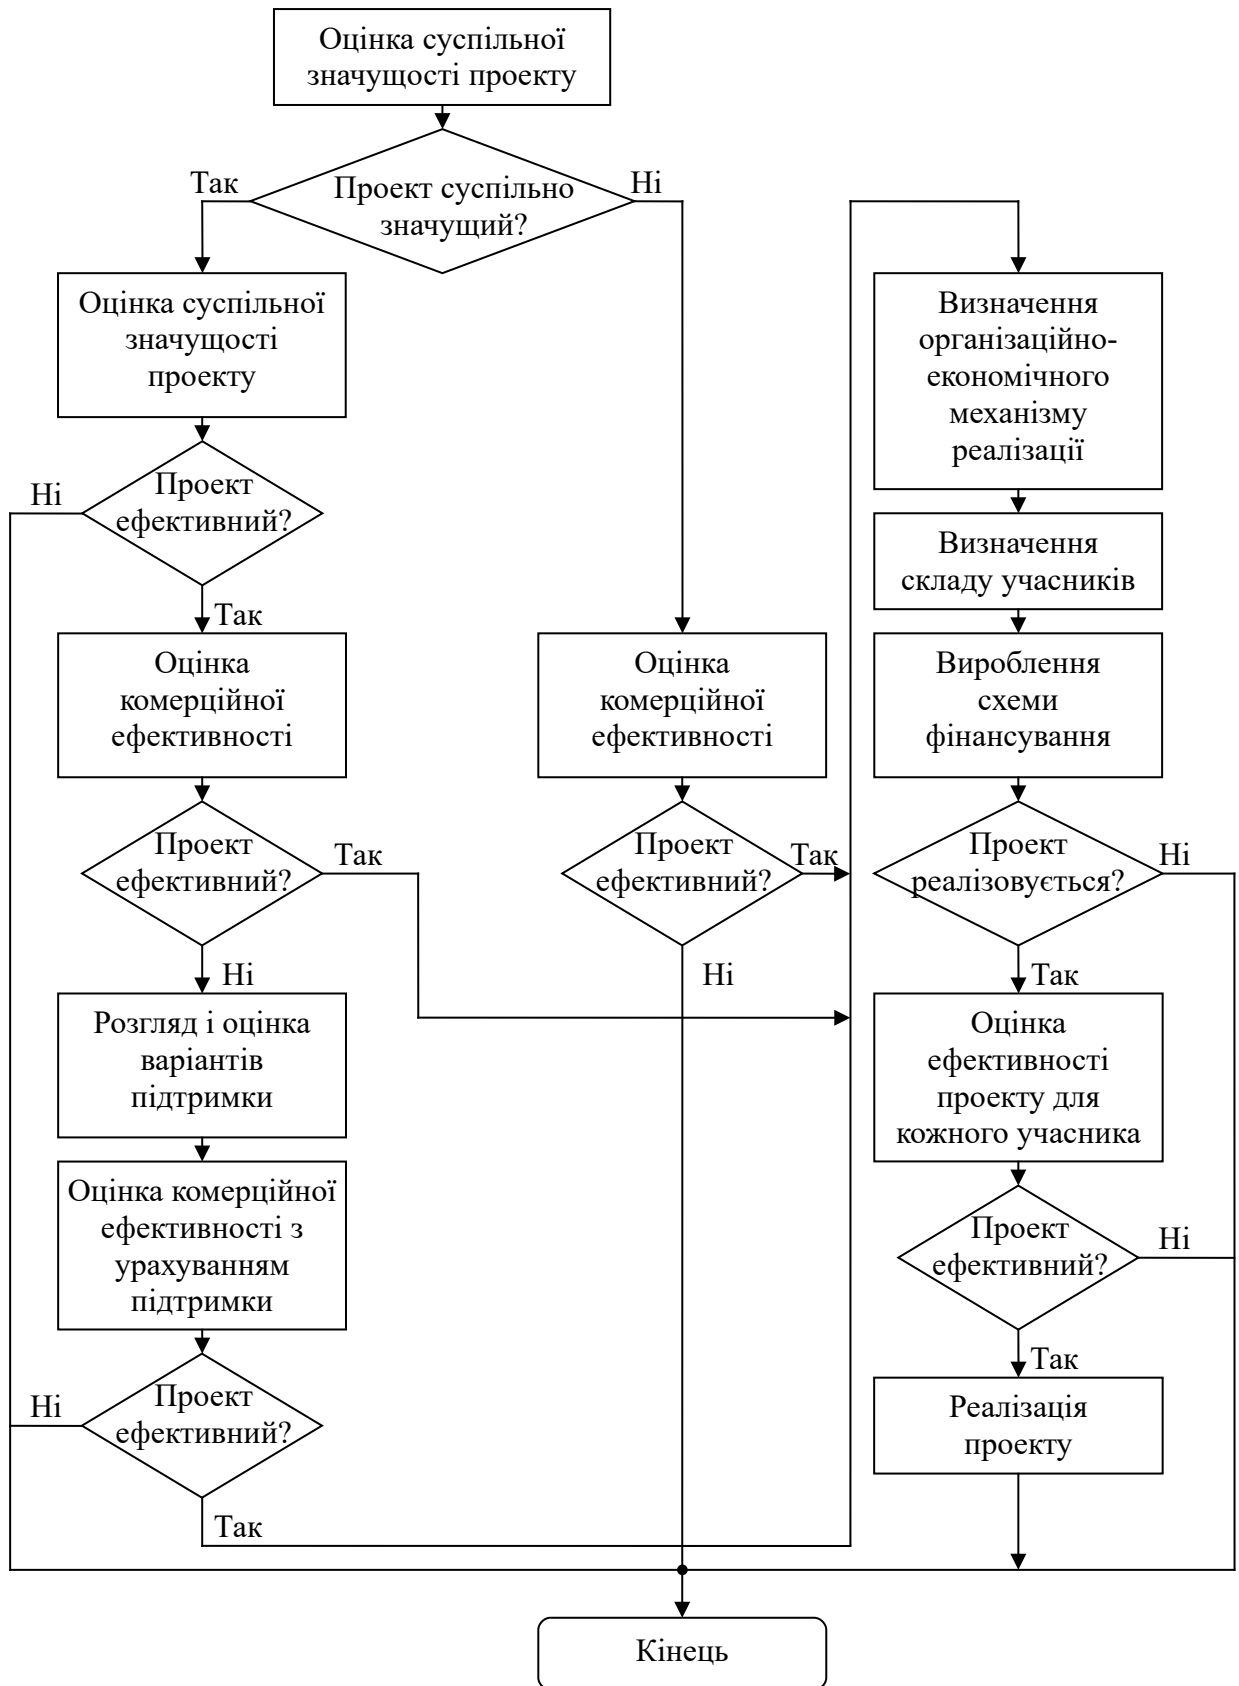 Оцінка суспільної
значущості проекту
Так
Проект суспільно
значущий?
Ні
Оцінка суспільної
значущості
проекту
Проект
ефективний?
Ні
Так
Оцінка
комерційної
ефективності
Проект
ефективний?
Так
Ні
Розгляд і оцінка
варіантів
підтримки
Оцінка комерційної
ефективності з
урахуванням
підтримки
Проект
ефективний?
Ні
Так
Оцінка
комерційної
ефективності
Проект
ефективний?
Так
Ні
Визначення
організаційно-
економічного
механізму
реалізації
Визначення
складу учасників
Вироблення
схеми
фінансування
Проект
реалізовується?
Ні
Так
Оцінка
ефективності
проекту для
кожного учасника
Проект
ефективний?
Ні
Так
Реалізація
проекту
Кінець